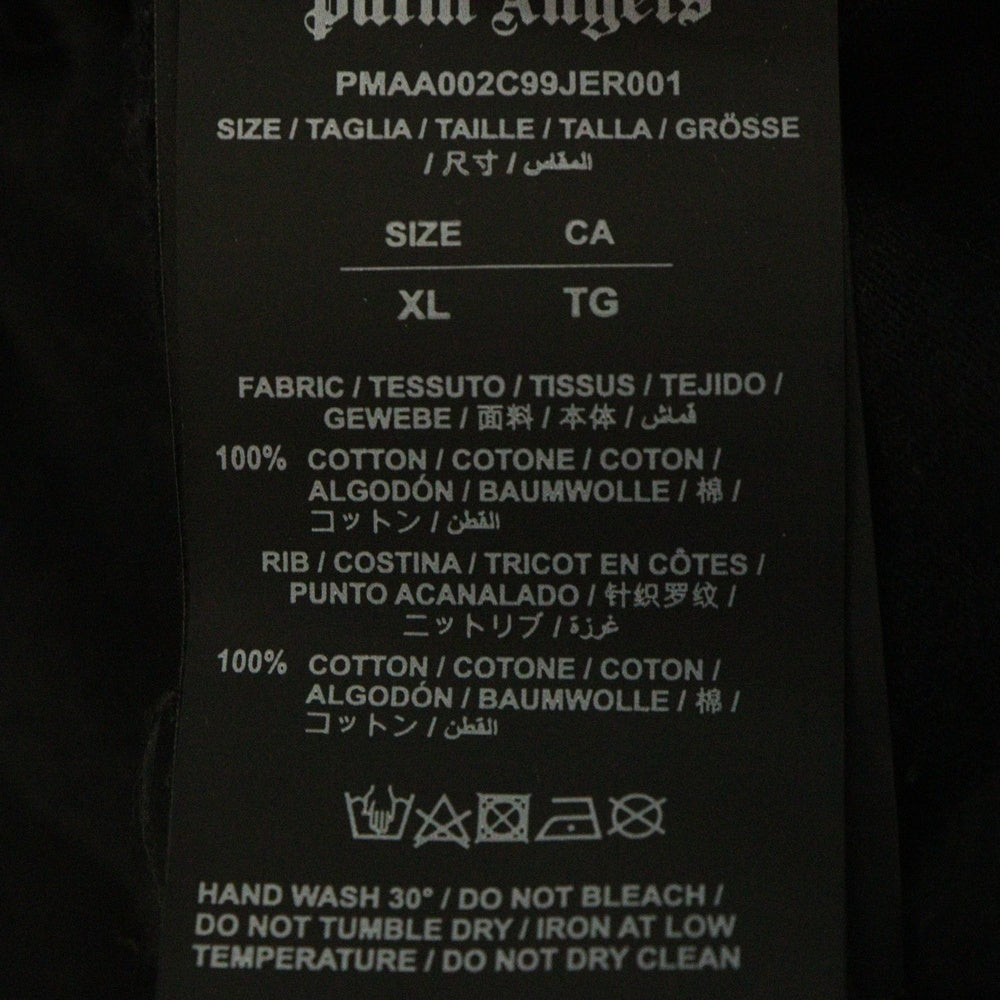 Palm Angels
PMAA002C99JER001
SIZE / TAGLIA / TAILLE / TALLA / GRÖSSE
/ 尺寸 / المقاس
SIZE CA
XL TG
FABRIC / TESSUTO / TISSUS / TEJIDO /
GEWEBE / 面料 / 本体 / قماش
100% COTTON / COTONE / COTON /
ALGODÓN / BAUMWOLLE / 棉 /
コットン / القطن
RIB / COSTINA / TRICOT EN CÔTES /
PUNTO ACANALADO / 针织罗纹 /
ニットリブ / غرزة
100% COTTON / COTONE / COTON /
ALGODÓN / BAUMWOLLE / 棉 /
コットン / القطن
HAND WASH 30° / DO NOT BLEACH /
DO NOT TUMBLE DRY / IRON AT LOW
TEMPERATURE / DO NOT DRY CLEAN